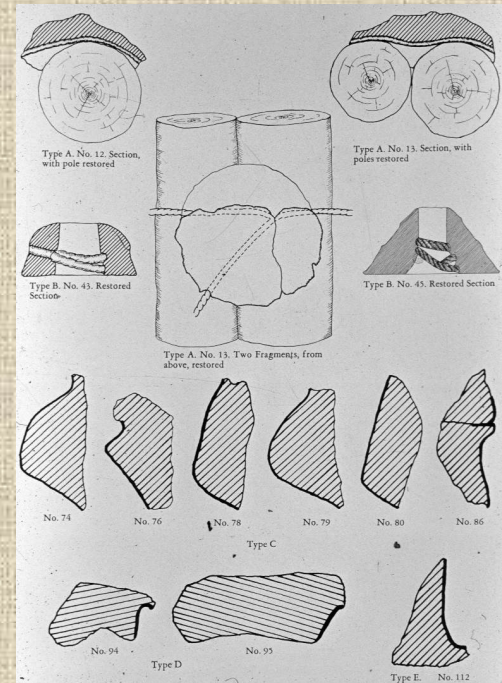 Type A. No. 12. Section,
with pole restored
Type A. No. 13. Section, with
poles restored
Type B. No. 43. Restored
Section
Type B. No. 45. Restored Section
Type A. No. 13. Two Fragments, from
above, restored
No. 74
No. 76
No. 78
No. 79
No. 80
No. 86
Type C
No. 94
No. 95
Type D
Type E. No. 112